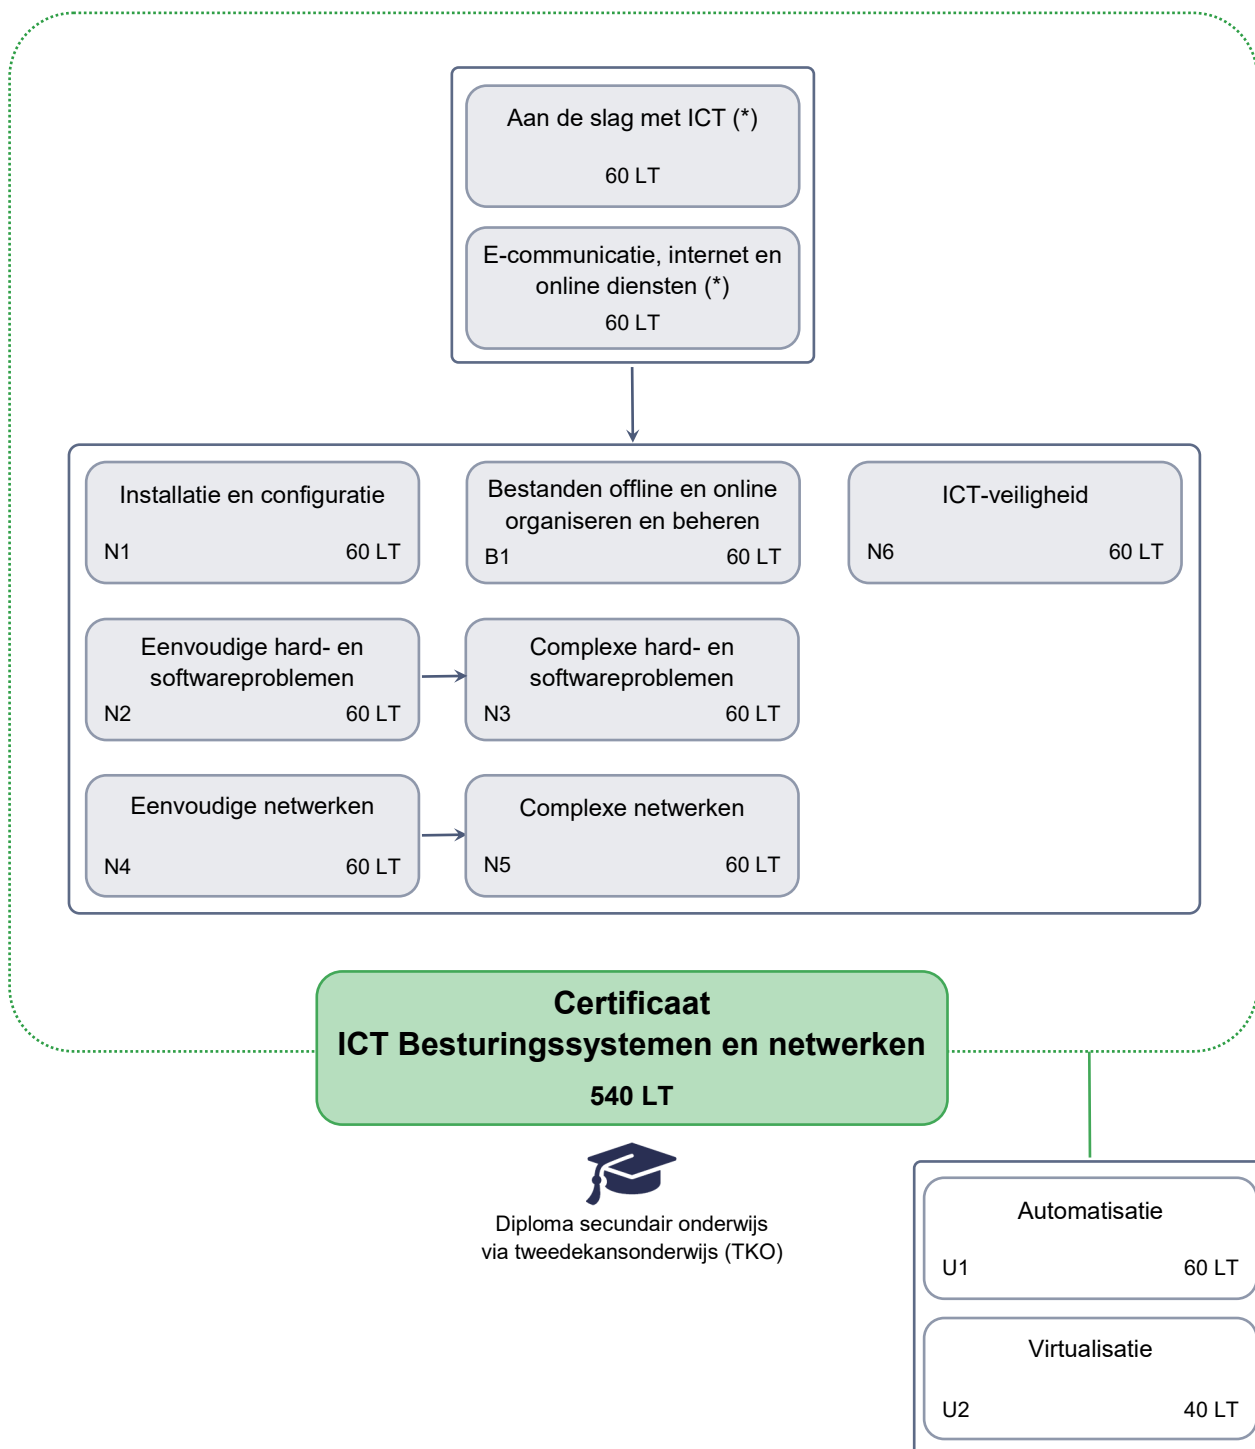 Aan de slag met ICT (*)
60 LT
E-communicatie, internet en
online diensten (*)
60 LT
Installatie en configuratie
N1 60 LT
Bestanden offline en online
organiseren en beheren
B1 60 LT
ICT-veiligheid
N6 60 LT
Eenvoudige hard- en
softwareproblemen
N2 60 LT
Complexe hard- en
softwareproblemen
N3 60 LT
Eenvoudige netwerken
N4 60 LT
Complexe netwerken
N5 60 LT
Certificaat
ICT Besturingssystemen en netwerken
540 LT
Diploma secundair onderwijs
via tweedekansonderwijs (TKO)
Automatisatie
U1 60 LT
Virtualisatie
U2 40 LT